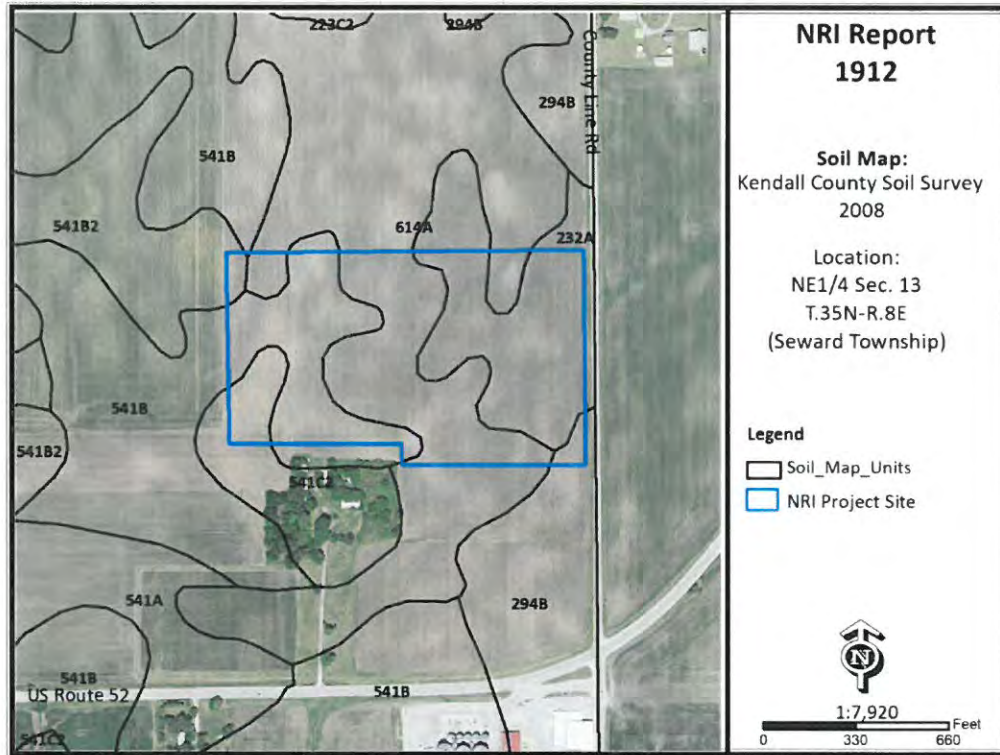 223C2
294B
County Line Rd
294B
541B
541B2
614A
232A
541B
541B2
541C2
541A
294B
541B
US Route 52
541B
541C2
NRI Report
1912
Soil Map:
Kendall County Soil Survey
2008
Location:
NE1/4 Sec. 13
T.35N-R.8E
(Seward Township)
Legend
Soil_Map_Units
NRI Project Site
N
1:7,920
Feet
0 330 660